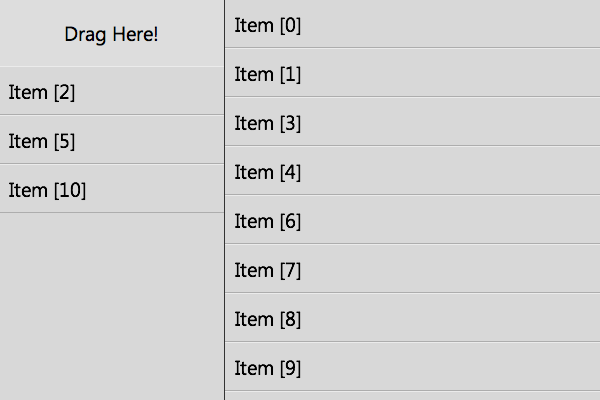 Drag Here!
Item [2]
Item [5]
Item [10]
Item [0]
Item [1]
Item [3]
Item [4]
Item [6]
Item [7]
Item [8]
Item [9]